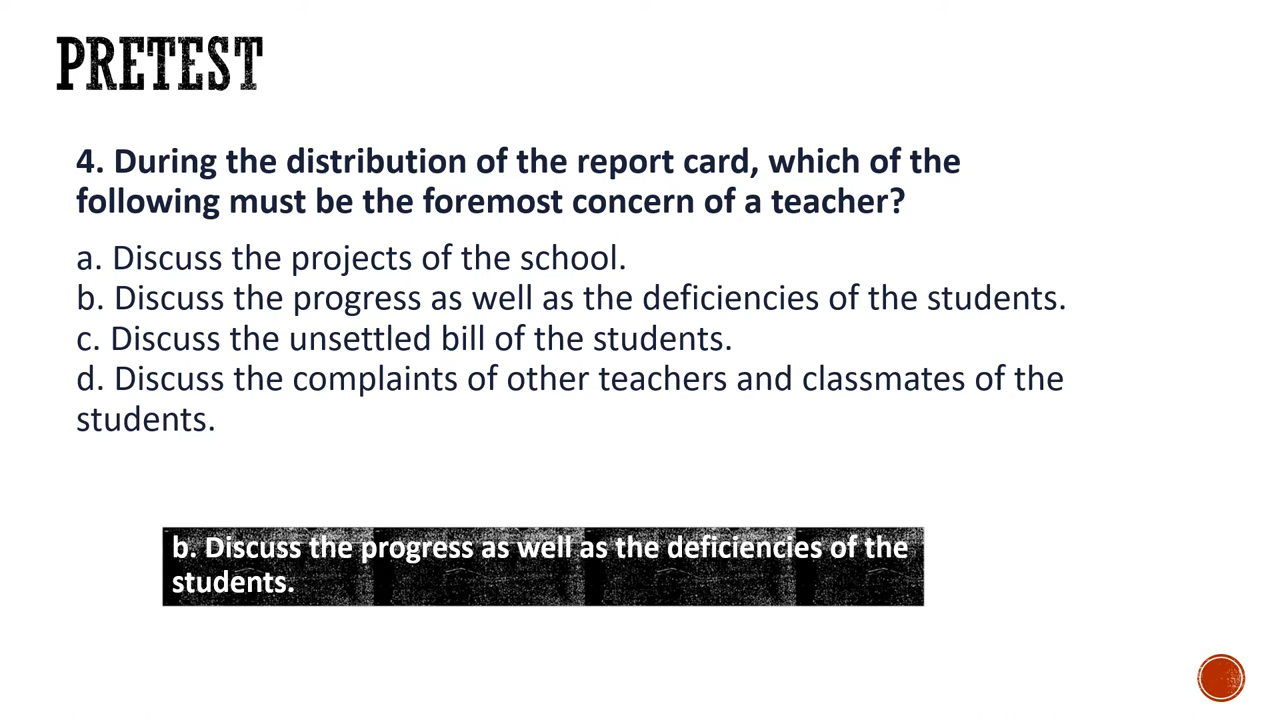 PRETEST
4. During the distribution of the report card, which of the
following must be the foremost concern of a teacher?
a. Discuss the projects of the school.
b. Discuss the progress as well as the deficiencies of the students.
c. Discuss the unsettled bill of the students.
d. Discuss the complaints of other teachers and classmates of the
students.
b. Discuss the progress as well as the deficiencies of the
students.